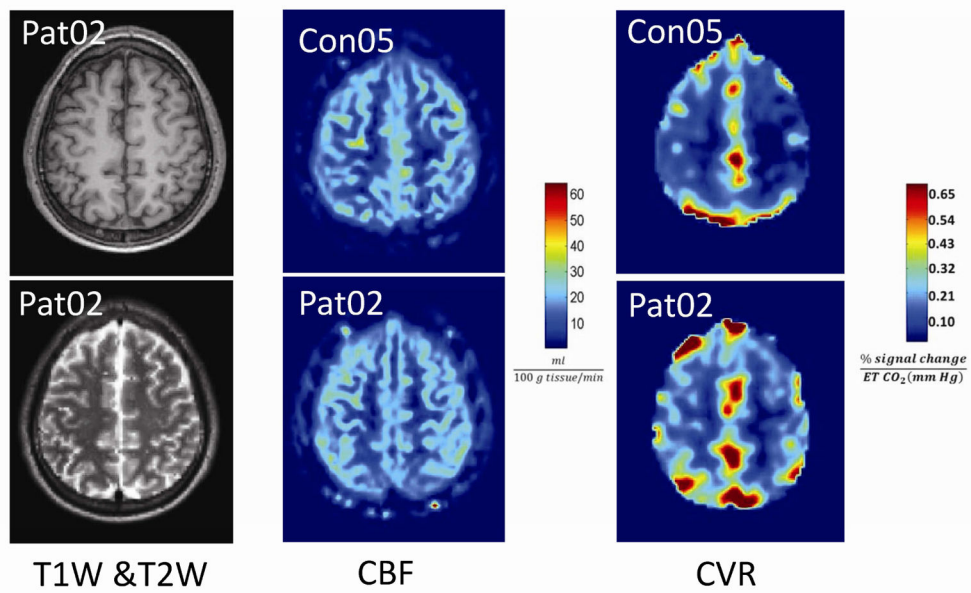 Pat02
Con05
Con05
60
50
40
30
20
10
ml
100 g tissue/min
0.65
0.54
0.43
0.32
0.21
0.10
% signal change
ET CO₂(mm Hg)
Pat02
Pat02
Pat02
T1W &T2W
CBF
CVR